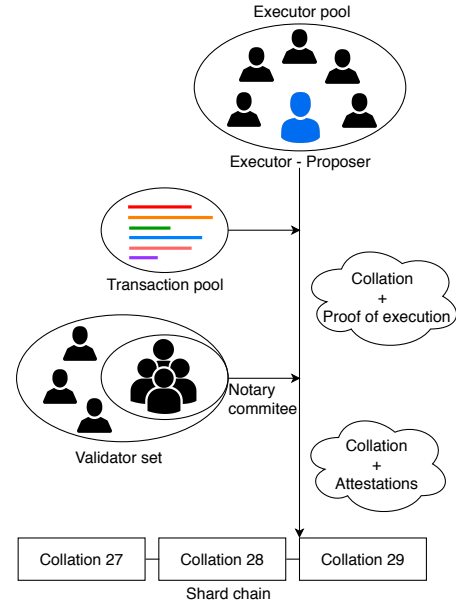 Executor pool
Executor - Proposer
Transaction pool
Collation
+
Proof of execution
Notary
commitee
Validator set
Collation
+
Attestations
Collation 27
Collation 28
Collation 29
Shard chain